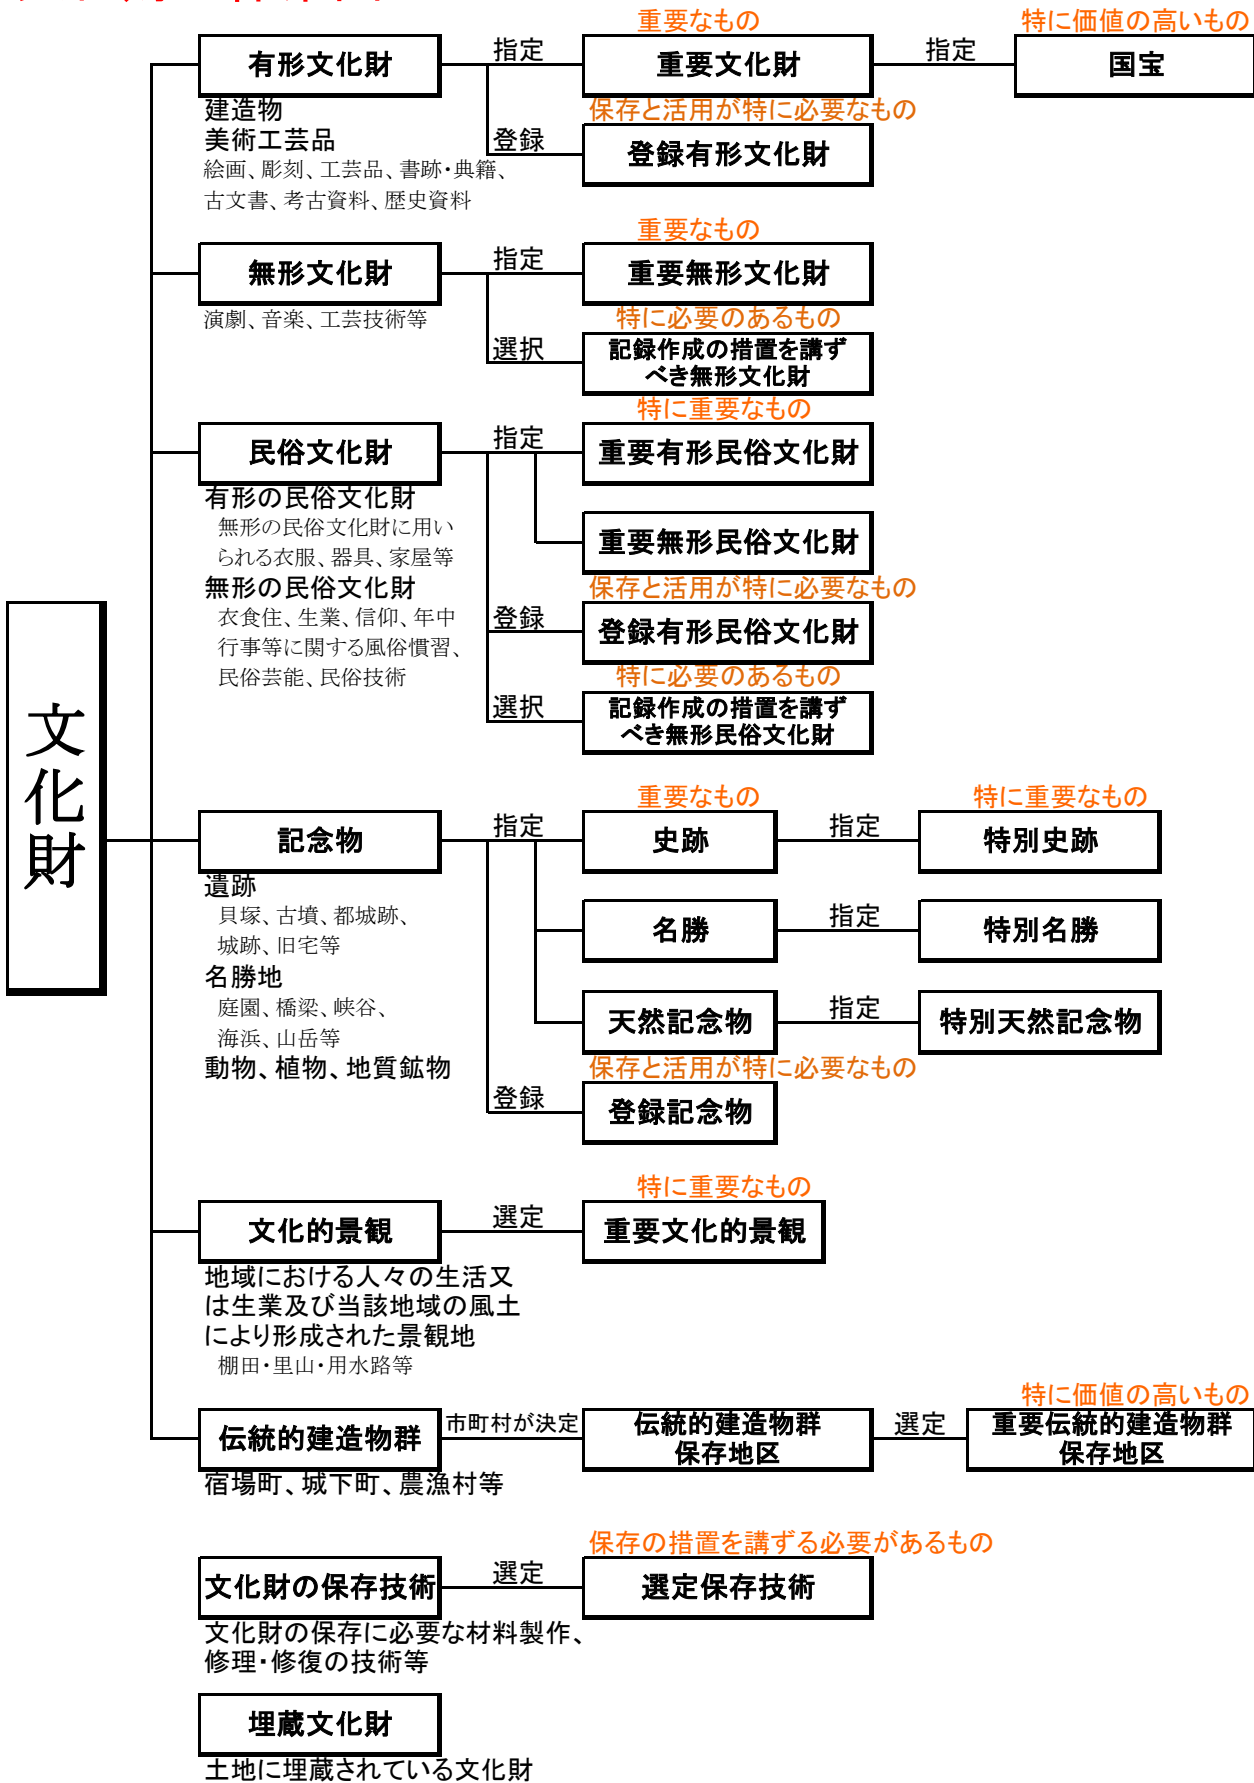 重要なもの
特に価値の高いもの
有形文化財
指定
重要文化財
指定
国宝
建造物
美術工芸品
絵画、彫刻、工芸品、書跡・典籍、
古文書、考古資料、歴史資料
保存と活用が特に必要なもの
登録
登録有形文化財
重要なもの
無形文化財
指定
重要無形文化財
演劇、音楽、工芸技術等
特に必要のあるもの
選択
記録作成の措置を講ず
べき無形文化財
特に重要なもの
民俗文化財
指定
重要有形民俗文化財
有形の民俗文化財
無形の民俗文化財に用い
られる衣服、器具、家屋等
重要無形民俗文化財
無形の民俗文化財
衣食住、生業、信仰、年中
行事等に関する風俗慣習、
民俗芸能、民俗技術
保存と活用が特に必要なもの
登録
登録有形民俗文化財
特に必要のあるもの
選択
記録作成の措置を講ず
べき無形民俗文化財
文化財
重要なもの
特に重要なもの
記念物
指定
史跡
指定
特別史跡
遺跡
貝塚、古墳、都城跡、
城跡、旧宅等
名勝
指定
特別名勝
名勝地
庭園、橋梁、峡谷、
海浜、山岳等
天然記念物
指定
特別天然記念物
動物、植物、地質鉱物
保存と活用が特に必要なもの
登録
登録記念物
特に重要なもの
文化的景観
選定
重要文化的景観
地域における人々の生活又
は生業及び当該地域の風土
により形成された景観地
棚田・里山・用水路等
特に価値の高いもの
伝統的建造物群
市町村が決定
伝統的建造物群
保存地区
選定
重要伝統的建造物群
保存地区
宿場町、城下町、農漁村等
保存の措置を講ずる必要があるもの
文化財の保存技術
選定
選定保存技術
文化財の保存に必要な材料製作、
修理・修復の技術等
埋蔵文化財
土地に埋蔵されている文化財